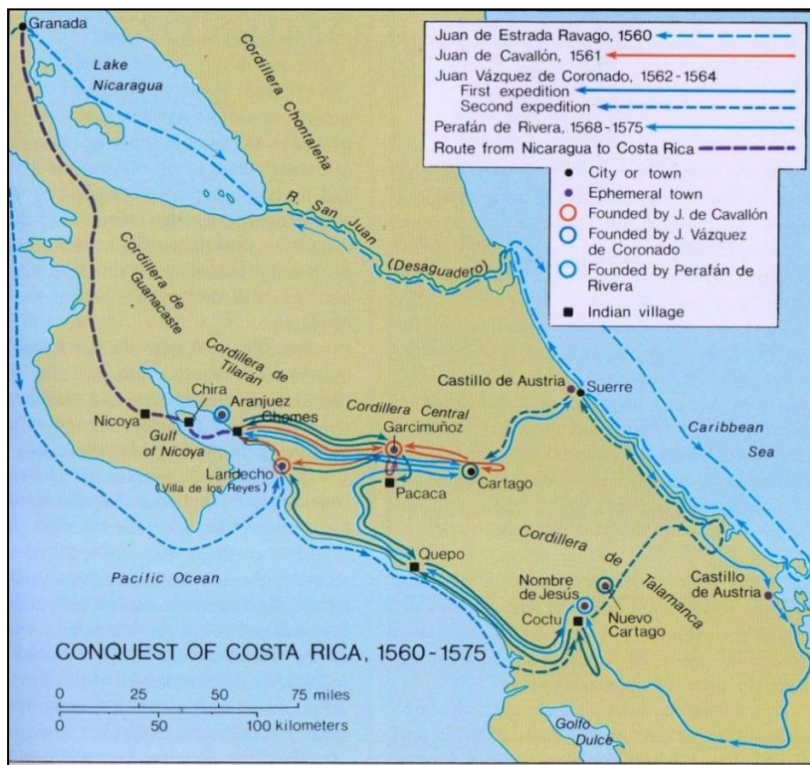 Granada
Lake
Nicaragua
Cordillera Chontaleña
R. San Juan
(Desaguadero)
Cordillera de
Guanacaste
Cordillera de
Tilarán
Juan de Estrada Ravago, 1560
Juan de Cavallón, 1561
Juan Vázquez de Coronado, 1562-1564
First expedition
Second expedition
Perafán de Rivera, 1568-1575
Route from Nicaragua to Costa Rica
City or town
Ephemeral town
Founded by J. de Cavallón
Founded by J. Vázquez
de Coronado
Founded by Perafán de
Rivera
Indian village
Chira
Aranjuez
Nicoya
Gulf
of Nicoya
Chomes
Cordillera Central
Garcimuñoz
Castillo de Austria
Suerre
Caribbean
Sea
Landecho
(Villa de los Reyes)
Pacaca
Cartago
Quepo
Pacific Ocean
Cordillera
de
Talamanca
Nombre
de Jesús
Coctu
Nuevo
Cartago
Castillo
de Austria
Golfo
Dulce
CONQUEST OF COSTA RICA, 1560-1575
0 25 50 75 miles
0 50 100 kilometers